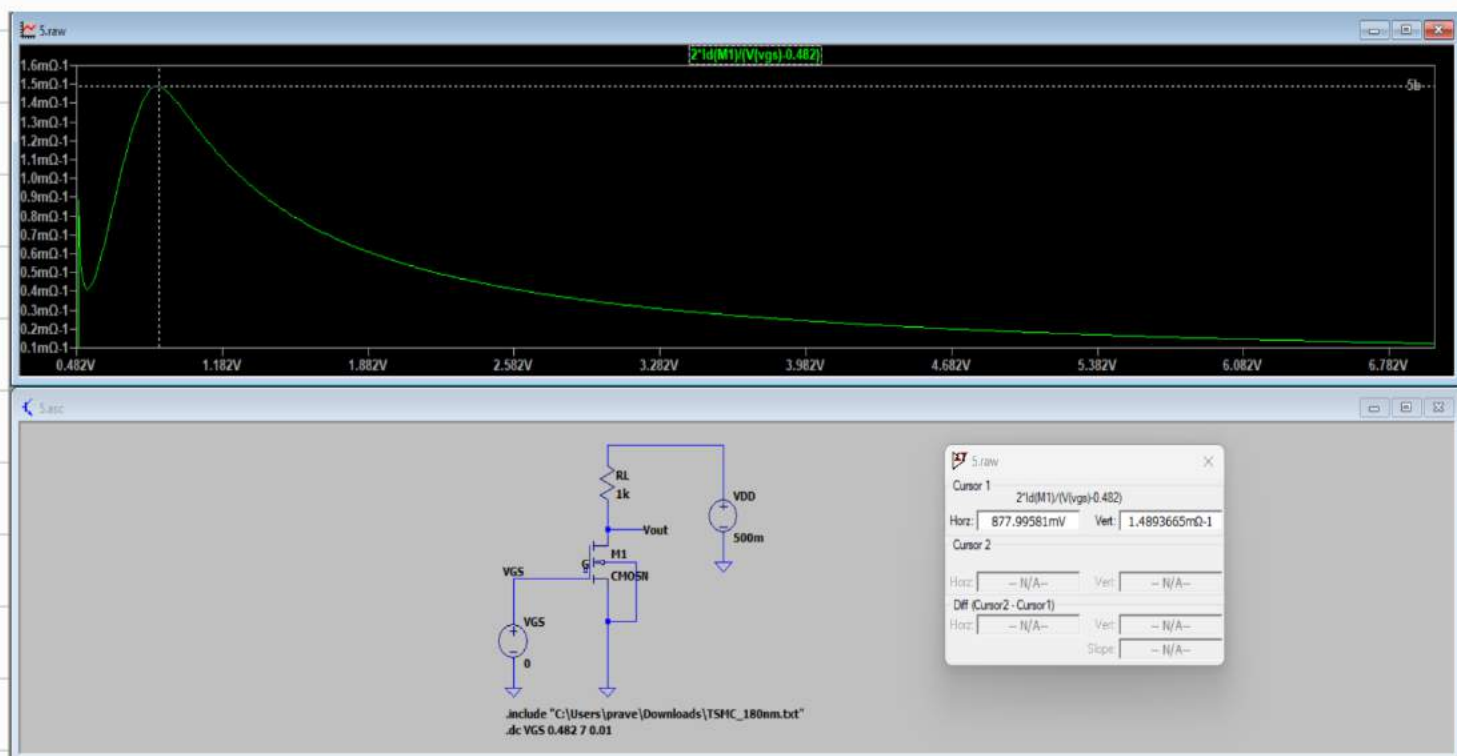 5.raw
2*Id(M1)/(V(vgs)-0.482)
1.6mΩ-1
1.5mΩ-1
1.4mΩ-1
1.3mΩ-1
1.2mΩ-1
1.1mΩ-1
1.0mΩ-1
0.9mΩ-1
0.8mΩ-1
0.7mΩ-1
0.6mΩ-1
0.5mΩ-1
0.4mΩ-1
0.3mΩ-1
0.2mΩ-1
0.1mΩ-1
5b
0.482V 1.182V 1.882V 2.582V 3.282V 3.982V 4.682V 5.382V 6.082V 6.782V
5.asc
RL
1k
VDD
500m
Vout
M1
G
CMOSN
VGS
VGS
0
.include "C:\Users\prave\Downloads\TSMC_180nm.txt"
.dc VGS 0.482 7 0.01
5.raw
Cursor 1
2*Id(M1)/(V(vgs)-0.482)
Horz: 877.99581mV Vert: 1.4893665mΩ-1
Cursor 2
Horz: -- N/A-- Vert: -- N/A--
Diff (Cursor2 - Cursor1)
Horz: -- N/A-- Vert: -- N/A--
Slope: -- N/A--